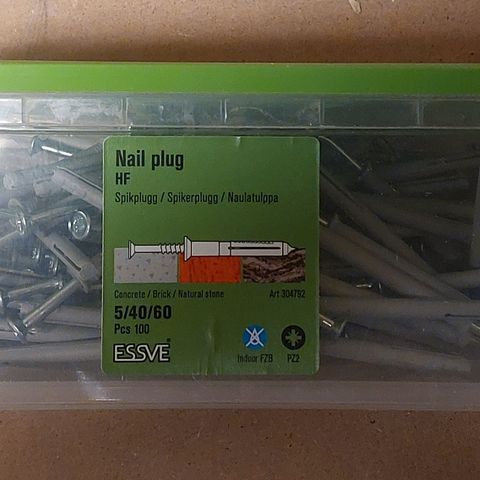 Nail plug
HF
Spikplugg / Spikerplugg / Naulatulppa
Concrete / Brick / Natural stone Art 304792
5/40/60
Pcs 100
ESSVE
Indoor FZB PZ2